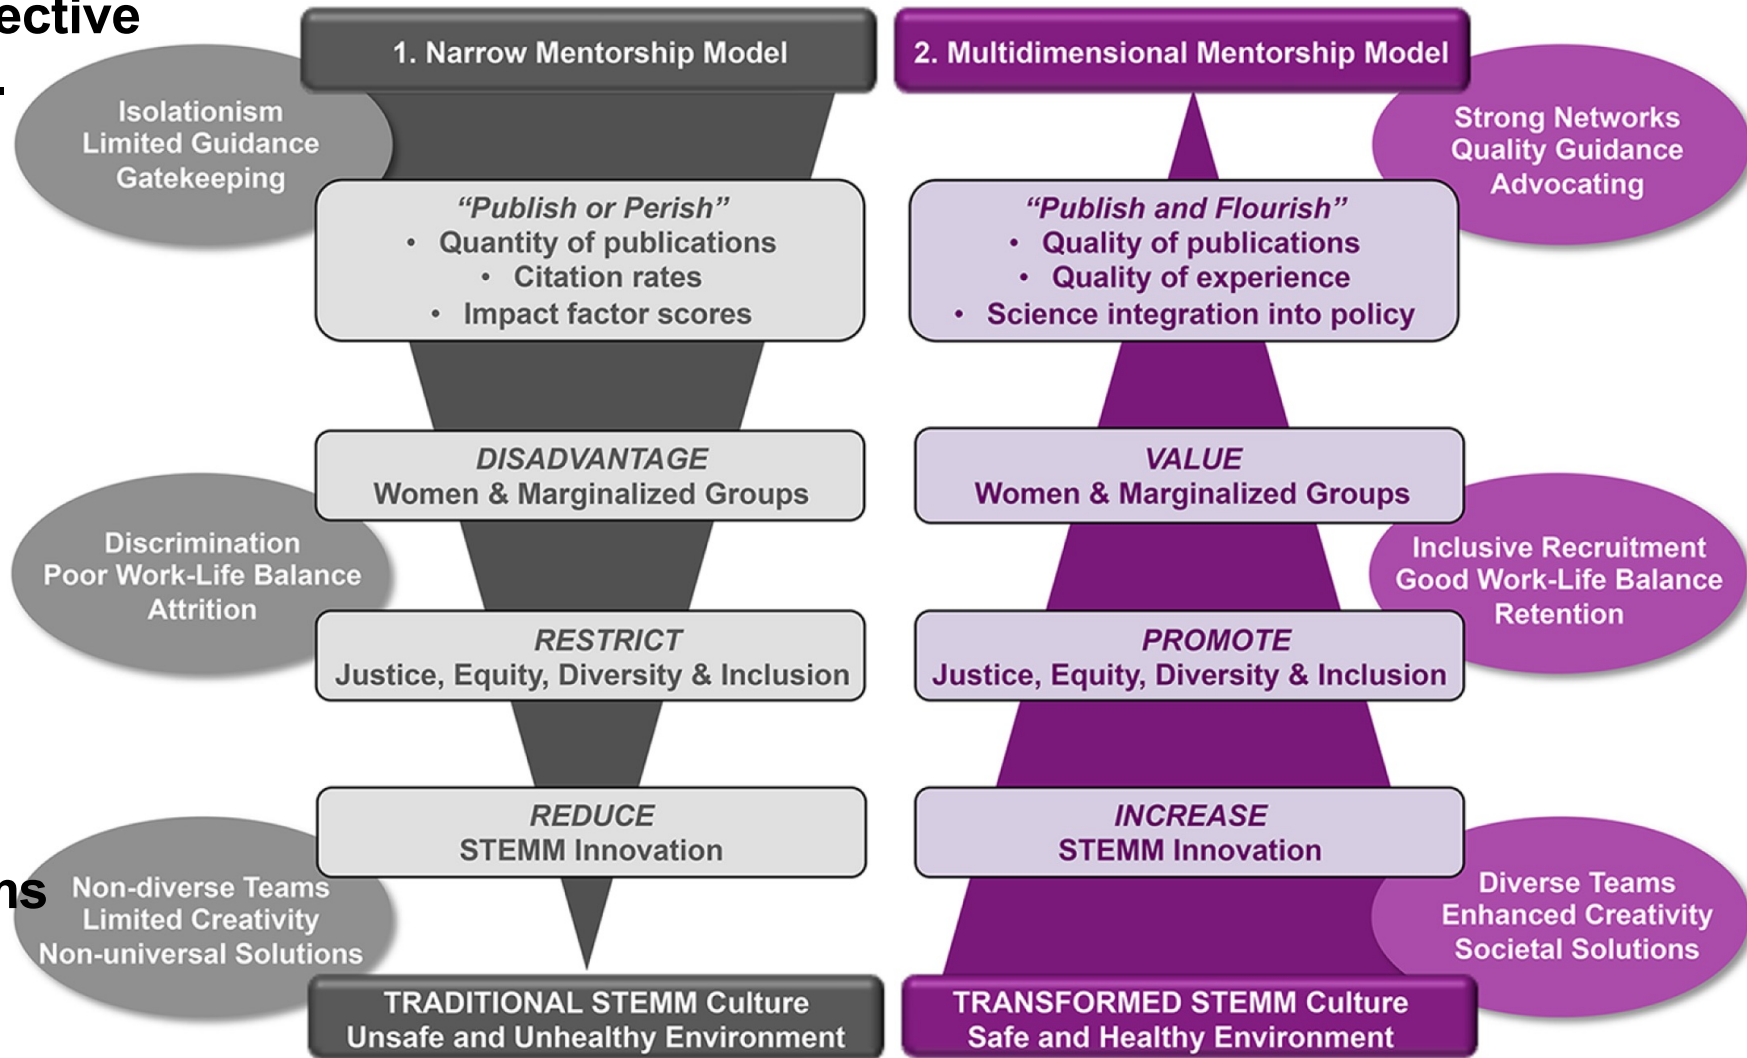 ective
1. Narrow Mentorship Model
Isolationism
Limited Guidance
Gatekeeping
“Publish or Perish”
• Quantity of publications
• Citation rates
• Impact factor scores
DISADVANTAGE
Women & Marginalized Groups
Discrimination
Poor Work-Life Balance
Attrition
RESTRICT
Justice, Equity, Diversity & Inclusion
REDUCE
STEMM Innovation
ns
Non-diverse Teams
Limited Creativity
Non-universal Solutions
TRADITIONAL STEMM Culture
Unsafe and Unhealthy Environment
2. Multidimensional Mentorship Model
Strong Networks
Quality Guidance
Advocating
“Publish and Flourish”
• Quality of publications
• Quality of experience
• Science integration into policy
VALUE
Women & Marginalized Groups
Inclusive Recruitment
Good Work-Life Balance
Retention
PROMOTE
Justice, Equity, Diversity & Inclusion
INCREASE
STEMM Innovation
Diverse Teams
Enhanced Creativity
Societal Solutions
TRANSFORMED STEMM Culture
Safe and Healthy Environment